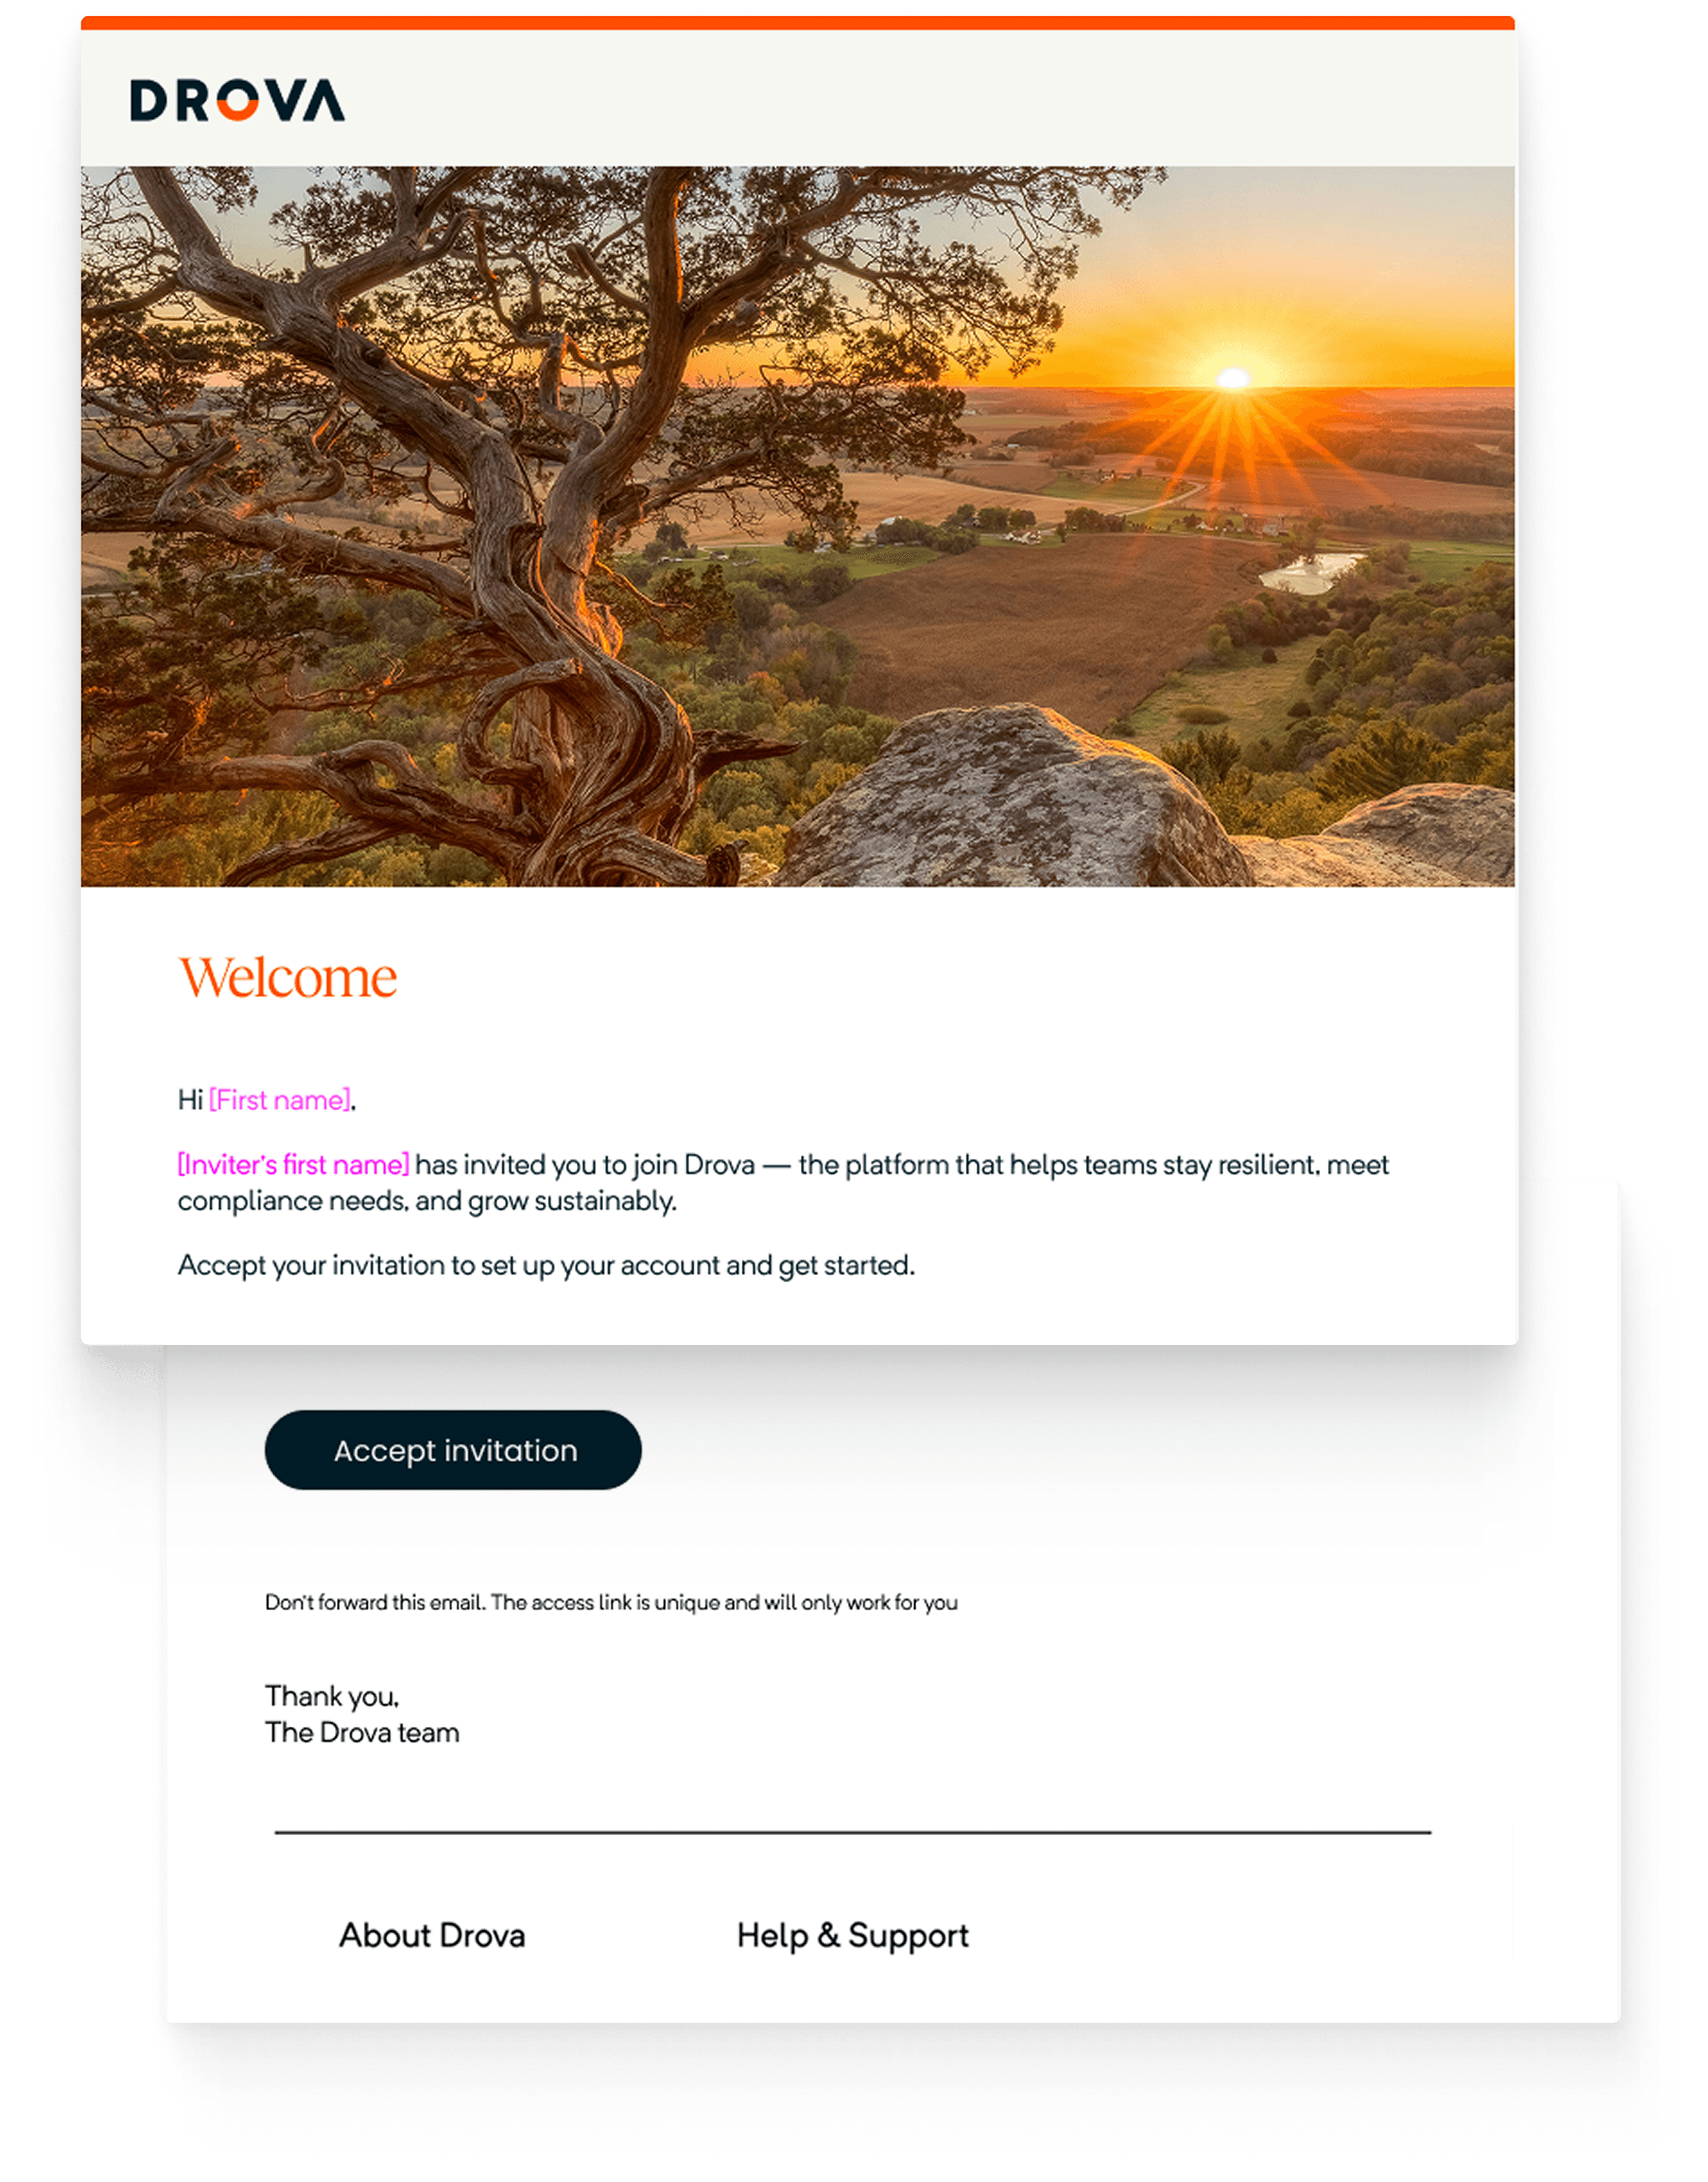 DROVA
Welcome
Hi [First name],
[Inviter's first name] has invited you to join Drova — the platform that helps teams stay resilient, meet
compliance needs, and grow sustainably.
Accept your invitation to set up your account and get started.
Accept invitation
Don't forward this email. The access link is unique and will only work for you
Thank you,
The Drova team
About Drova
Help & Support